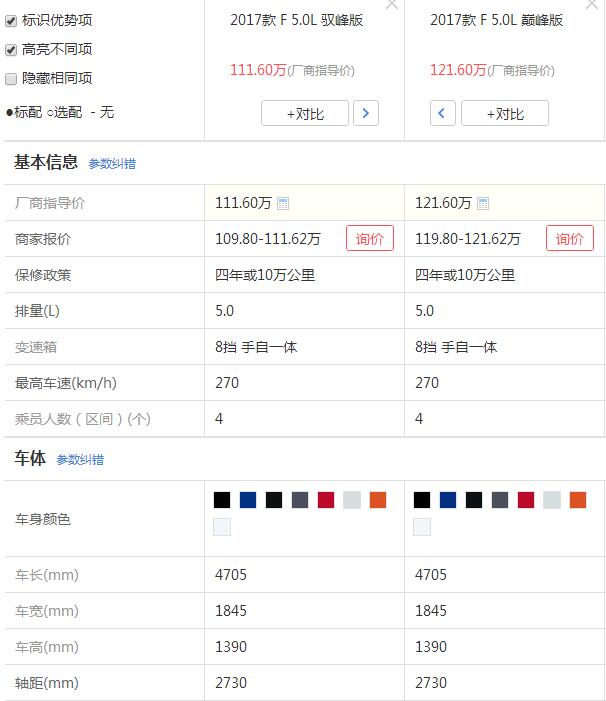 标识优势项
高亮不同项
隐藏相同项
●标配 ○选配 - 无
2017款 F 5.0L 驭峰版
111.60万(厂商指导价)
+对比
2017款 F 5.0L 巅峰版
121.60万(厂商指导价)
+对比
基本信息 参数纠错
厂商指导价 111.60万 121.60万
商家报价 109.80-111.62万 询价 119.80-121.62万 询价
保修政策 四年或10万公里 四年或10万公里
排量(L) 5.0 5.0
变速箱 8挡 手自一体 8挡 手自一体
最高车速(km/h) 270 270
乘员人数（区间）(个) 4 4
车体 参数纠错
车身颜色
车长(mm) 4705 4705
车宽(mm) 1845 1845
车高(mm) 1390 1390
轴距(mm) 2730 2730